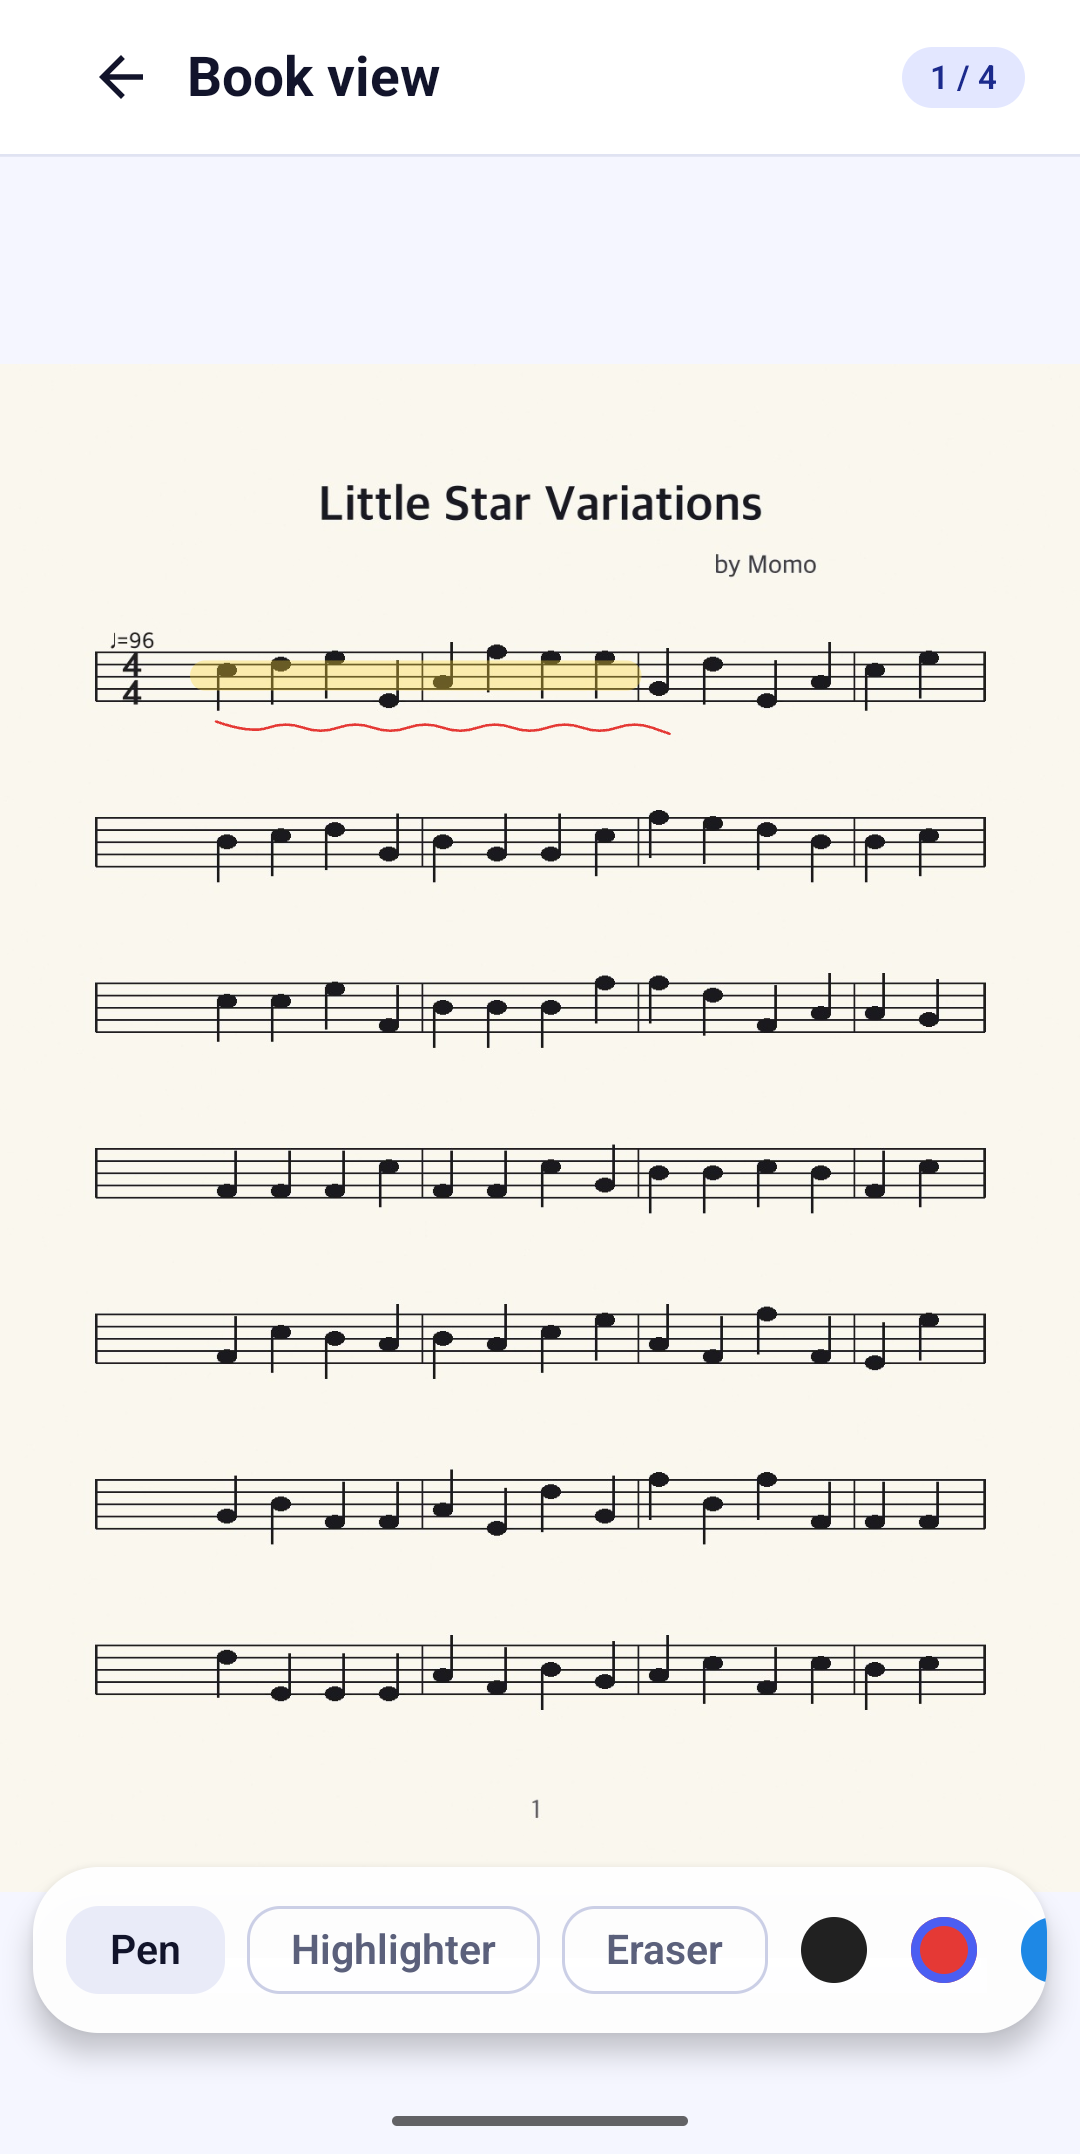 Book view
1 / 4
Little Star Variations
by Momo
♩=96
4
4
1
Pen
Highlighter
Eraser